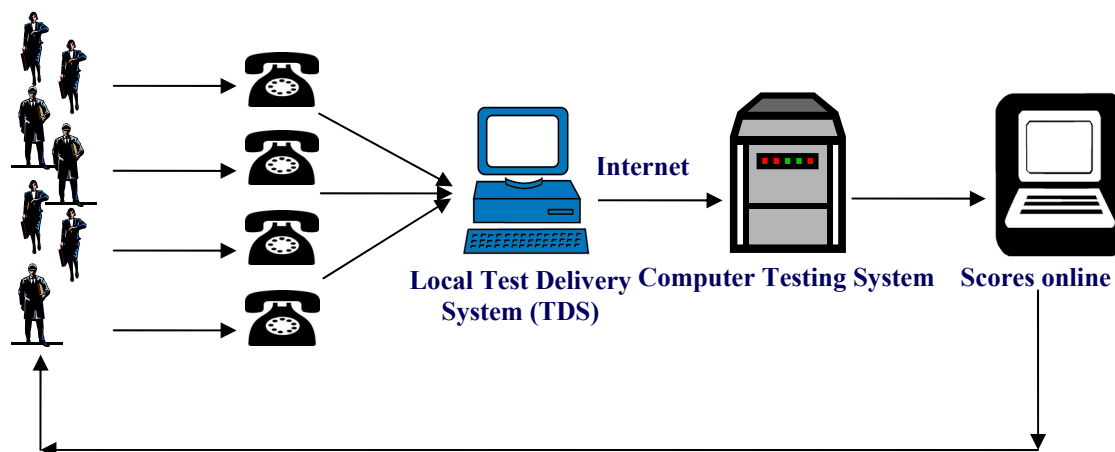 Internet
Local Test Delivery
System (TDS)
Computer Testing System
Scores online